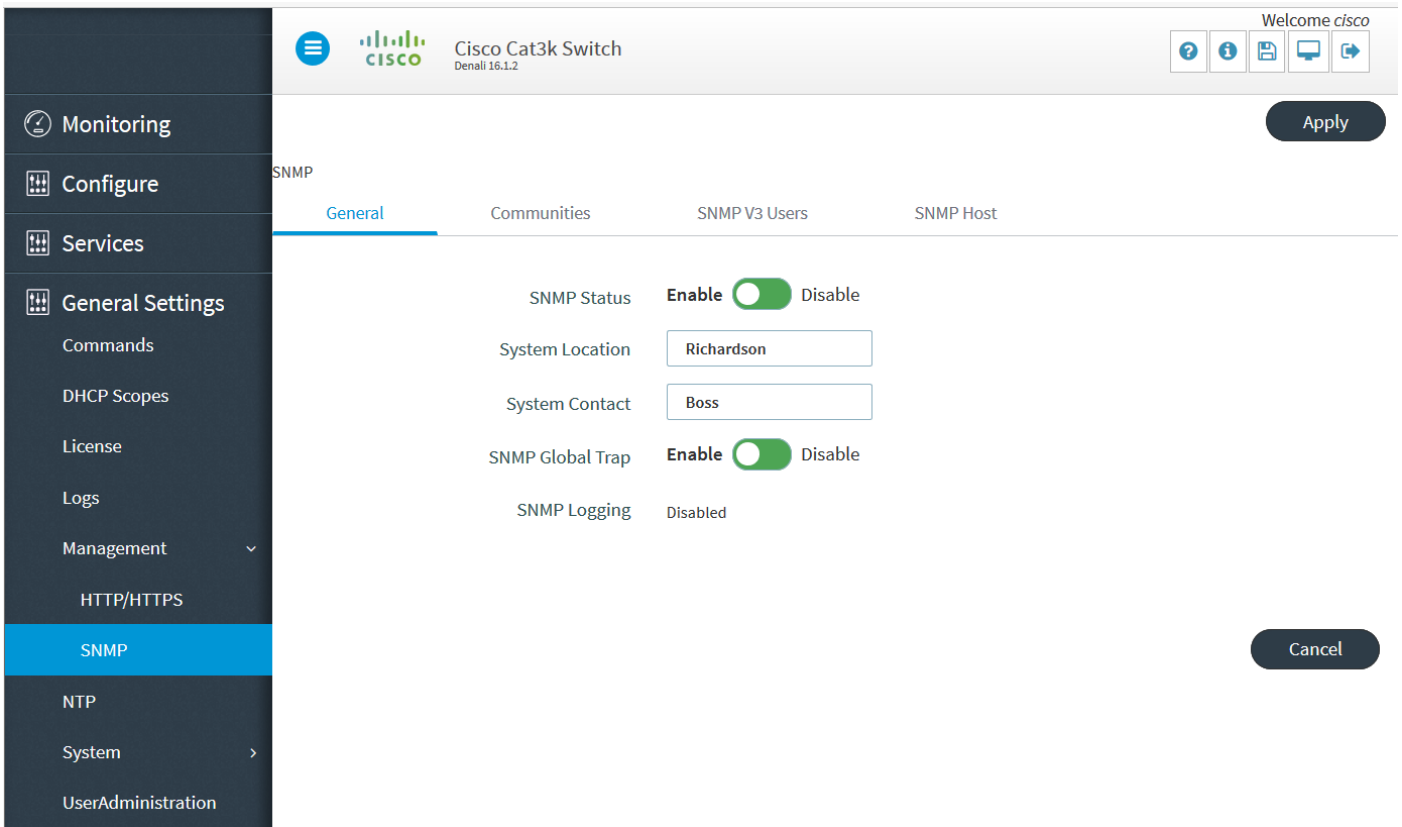 Welcome cisco
CISCO
Cisco Cat3k Switch
Denali 16.1.2
Monitoring
Configure
Services
General Settings
Commands
DHCP Scopes
License
Logs
Management
HTTP/HTTPS
SNMP
NTP
System
UserAdministration
Apply
SNMP
General Communities SNMP V3 Users SNMP Host
SNMP Status Enable Disable
System Location Richardson
System Contact Boss
SNMP Global Trap Enable Disable
SNMP Logging Disabled
Cancel